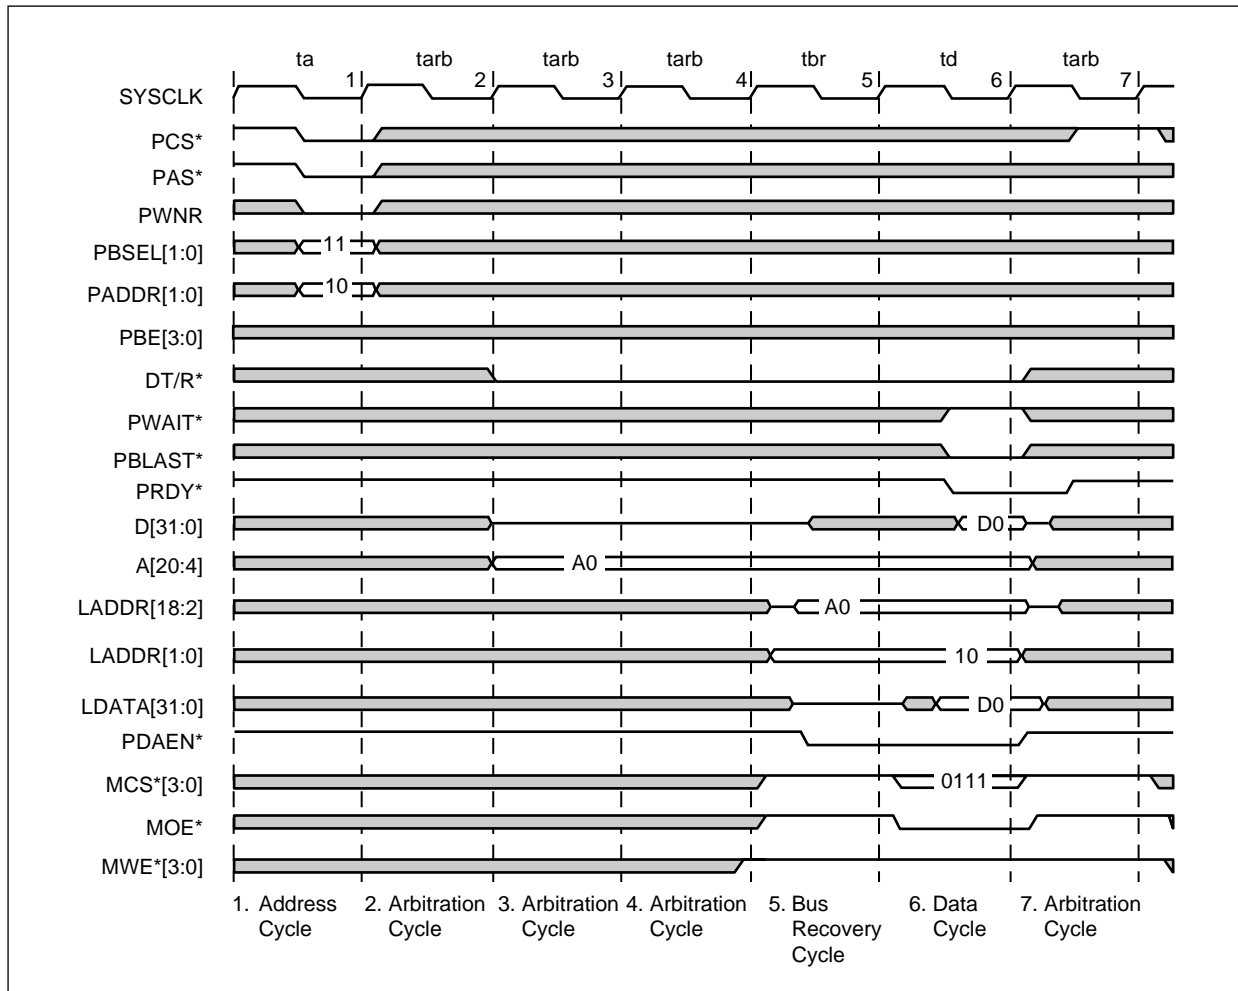 ta tarb tarb tarb tbr td tarb
1 2 3 4 5 6 7
SYSCLK
PCS*
PAS*
PWNR
PBSEL[1:0] 11
PADDR[1:0] 10
PBE[3:0]
DT/R*
PWAIT*
PBLAST*
PRDY*
D[31:0] D0
A[20:4] A0
LADDR[18:2] A0
LADDR[1:0] 10
LDATA[31:0] D0
PDAEN*
MCS*[3:0] 0111
MOE*
MWE*[3:0]
1. Address Cycle
2. Arbitration Cycle
3. Arbitration Cycle
4. Arbitration Cycle
5. Bus Recovery Cycle
6. Data Cycle
7. Arbitration Cycle